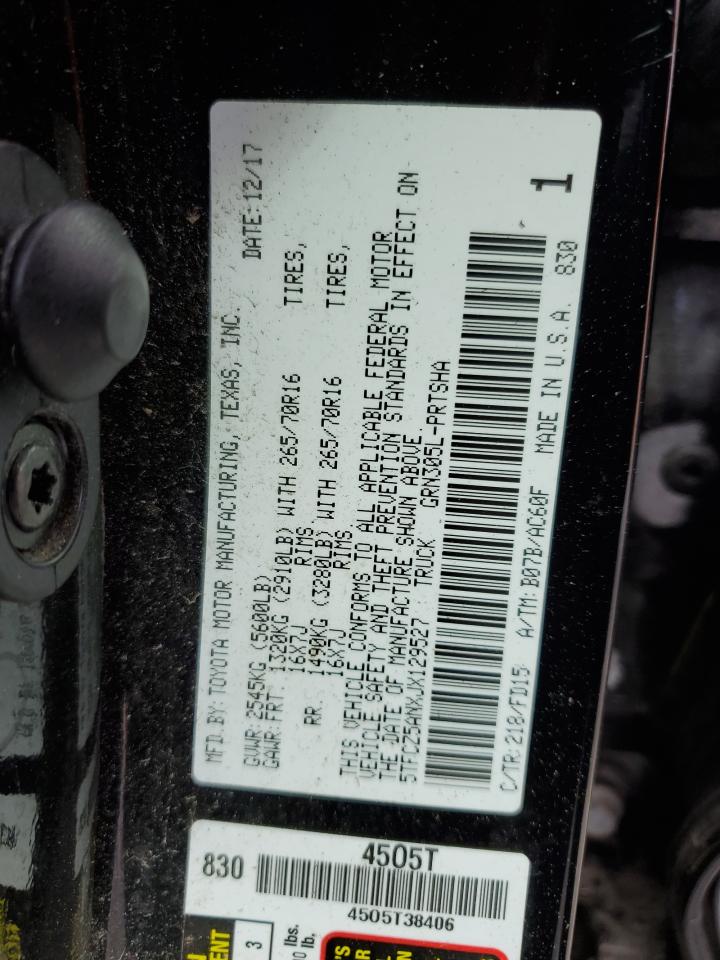 MFD.BY:TOYOTA MOTOR MANUFACTURING, TEXAS, INC.
DATE:12/17
GVWR:2545KG (5600LB)
GAWR: FRT. 1320KG (2910LB) WITH 265/70R16 TIRES,
16X7J RIMS
RR. 1490KG (3280LB) WITH 265/70R16 TIRES,
16X7J RIMS
THIS VEHICLE CONFORMS TO ALL APPLICABLE FEDERAL MOTOR
VEHICLE SAFETY AND THEFT PREVENTION STANDARDS IN EFFECT ON
THE DATE OF MANUFACTURE SHOWN ABOVE.
5TFCZ5ANXJX129527 TRUCK GRN305L-PRTSHA
C/TR:218/FD15 A/TM:B07B/AC60F MADE IN U.S.A. 830
1
830
4505T
4505T38406
3
lbs.